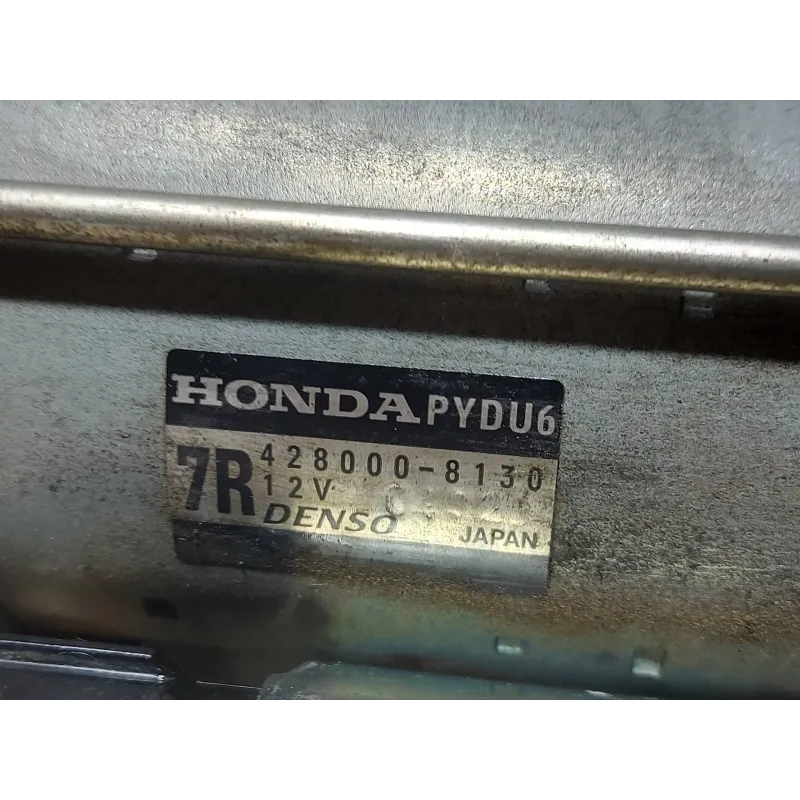 HONDA PYDU6
7R 428000-8130
12V
DENSO JAPAN